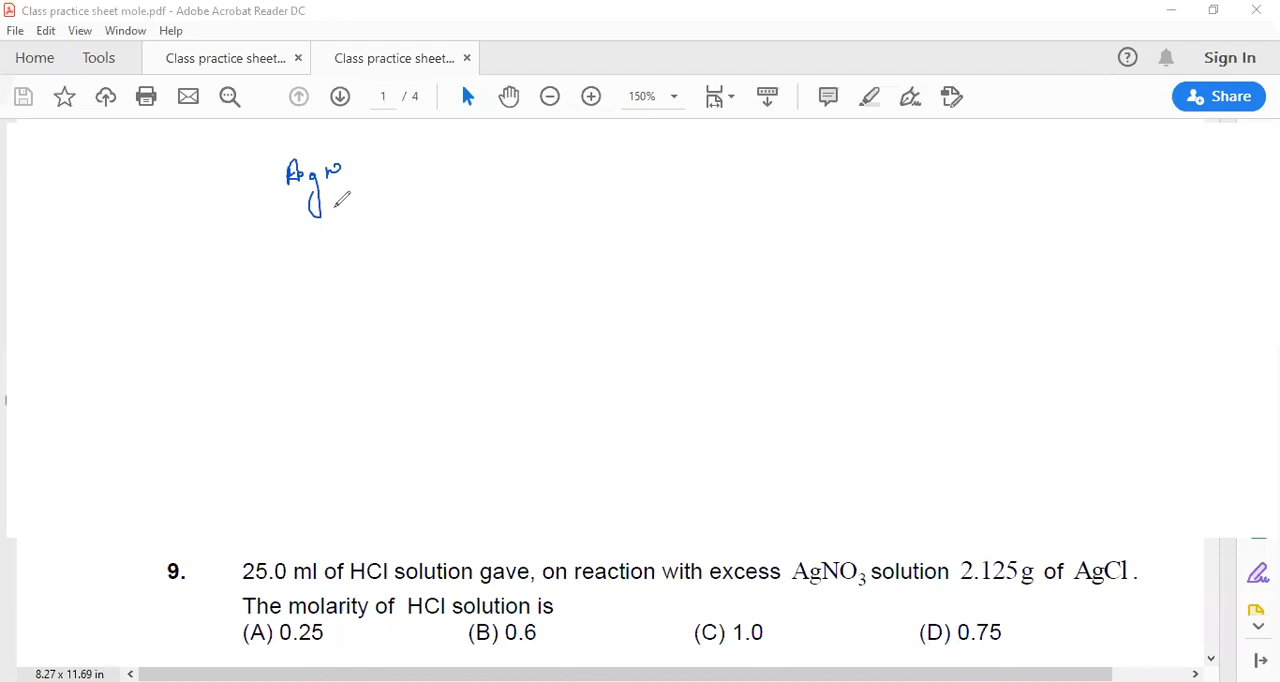 Class practice sheet mole.pdf - Adobe Acrobat Reader DC
File Edit View Window Help
Home Tools Class practice sheet... × Class practice sheet... × Sign In
1 / 4 150% Share
9. 25.0 ml of HCl solution gave, on reaction with excess AgNO₃ solution 2.125 g of AgCl.
The molarity of HCl solution is
(A) 0.25 (B) 0.6 (C) 1.0 (D) 0.75
8.27 x 11.69 in